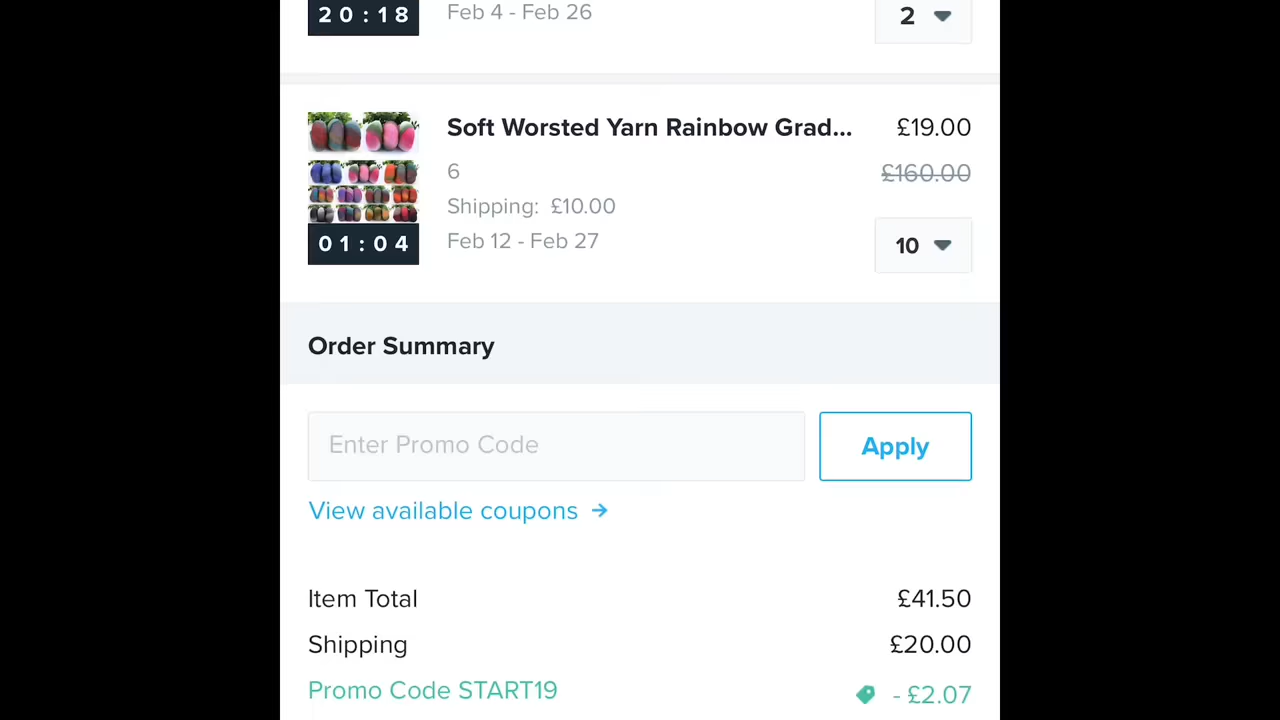 20:18
Feb 4 - Feb 26
2
Soft Worsted Yarn Rainbow Grad... £19.00
6 £160.00
Shipping: £10.00
01:04
Feb 12 - Feb 27
10
Order Summary
Enter Promo Code Apply
View available coupons →
Item Total £41.50
Shipping £20.00
Promo Code START19 - £2.07